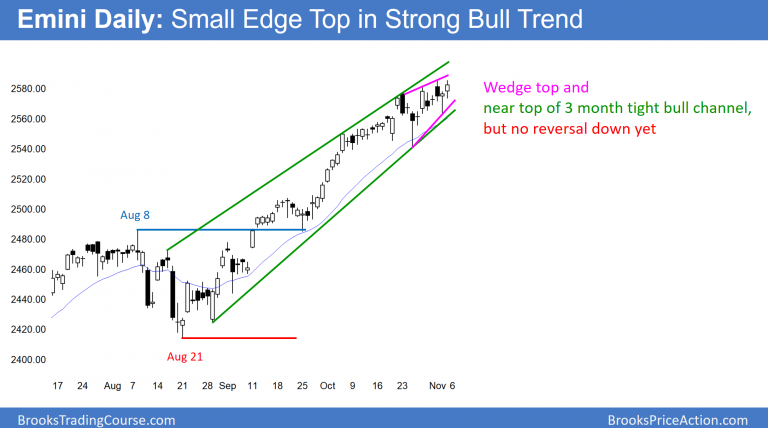 Emini Daily: Small Edge Top in Strong Bull Trend
2580.00
2560.00
2540.00
2520.00
2500.00
2480.00
2460.00
2440.00
2420.00
2400.00
Aug 8
Aug 21
Wedge top and
near top of 3 month tight bull channel,
but no reversal down yet
17 24 Aug 7 14 21 28 Sep 11 18 25 Oct 9 16 23 Nov 6
BrooksTradingCourse.com BrooksPriceAction.com